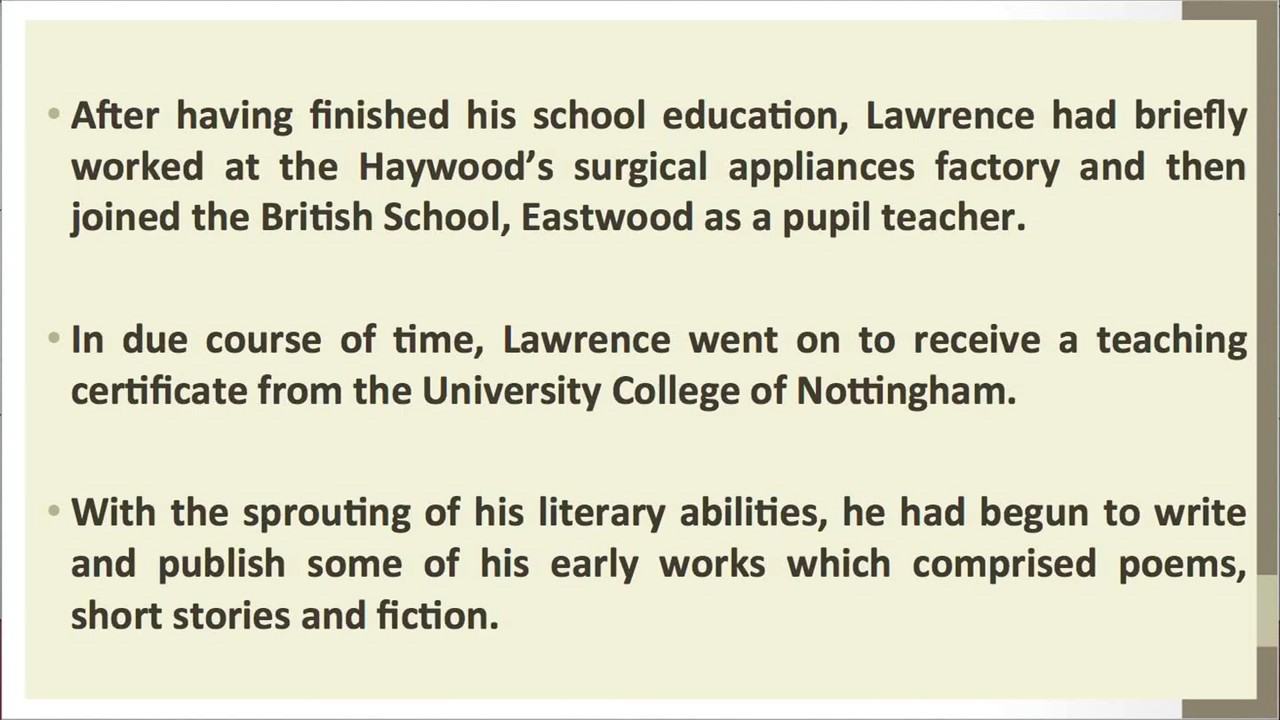 • After having finished his school education, Lawrence had briefly
worked at the Haywood’s surgical appliances factory and then
joined the British School, Eastwood as a pupil teacher.
• In due course of time, Lawrence went on to receive a teaching
certificate from the University College of Nottingham.
• With the sprouting of his literary abilities, he had begun to write
and publish some of his early works which comprised poems,
short stories and fiction.